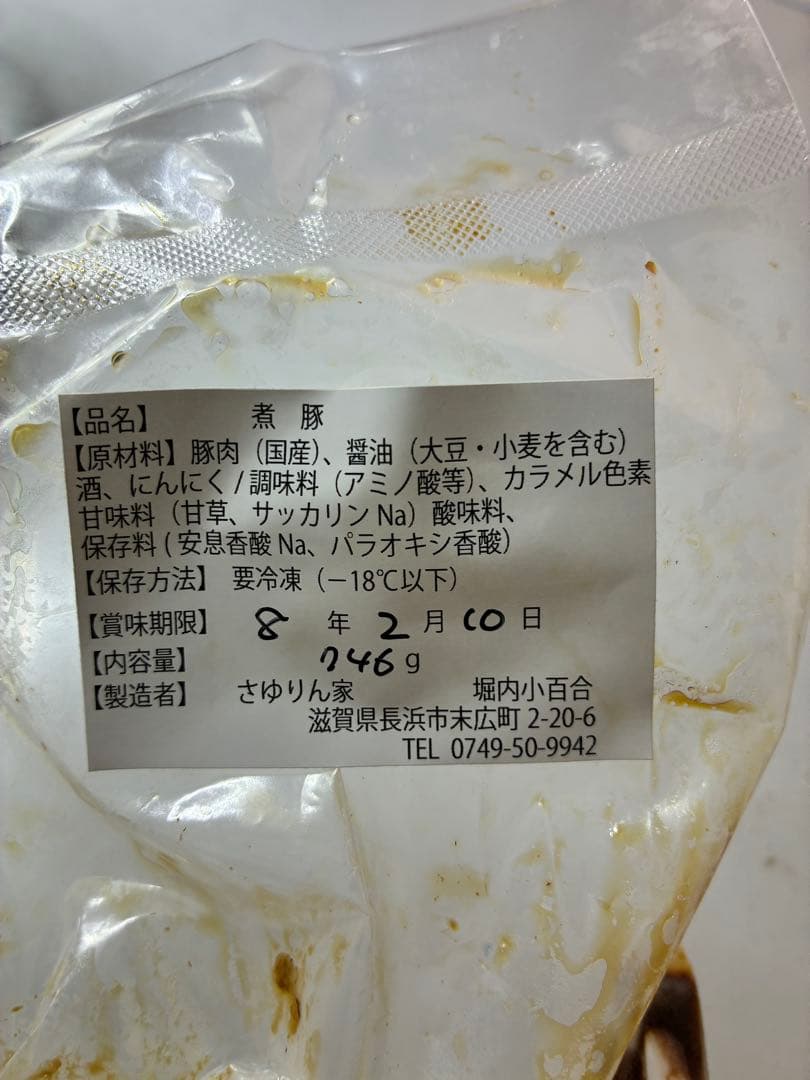 【品名】 煮 豚
【原材料】豚肉（国産）、醤油（大豆・小麦を含む）
酒、にんにく/調味料（アミノ酸等）、カラメル色素
甘味料（甘草、サッカリンNa）酸味料、
保存料(安息香酸Na、パラオキシ香酸)
【保存方法】 要冷凍（－18℃以下）
【賞味期限】 8 年 2 月 10 日
【内容量】 746 g
【製造者】 さゆりん家 堀内小百合
滋賀県長浜市末広町 2-20-6
TEL 0749-50-9942